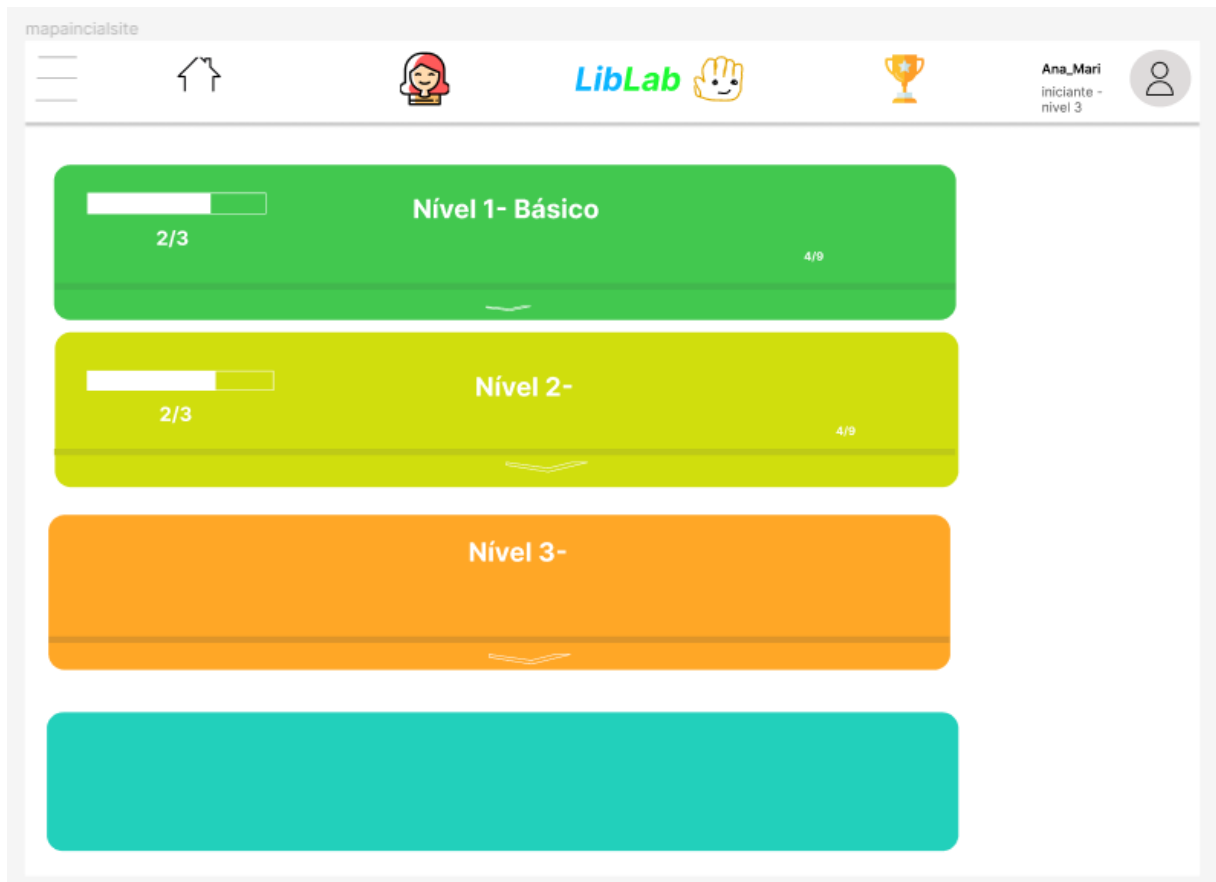 mapaincialsite
LibLab
Ana_Mari
iniciante -
nivel 3
Nível 1- Básico
2/3
4/9
Nível 2-
2/3
4/9
Nível 3-